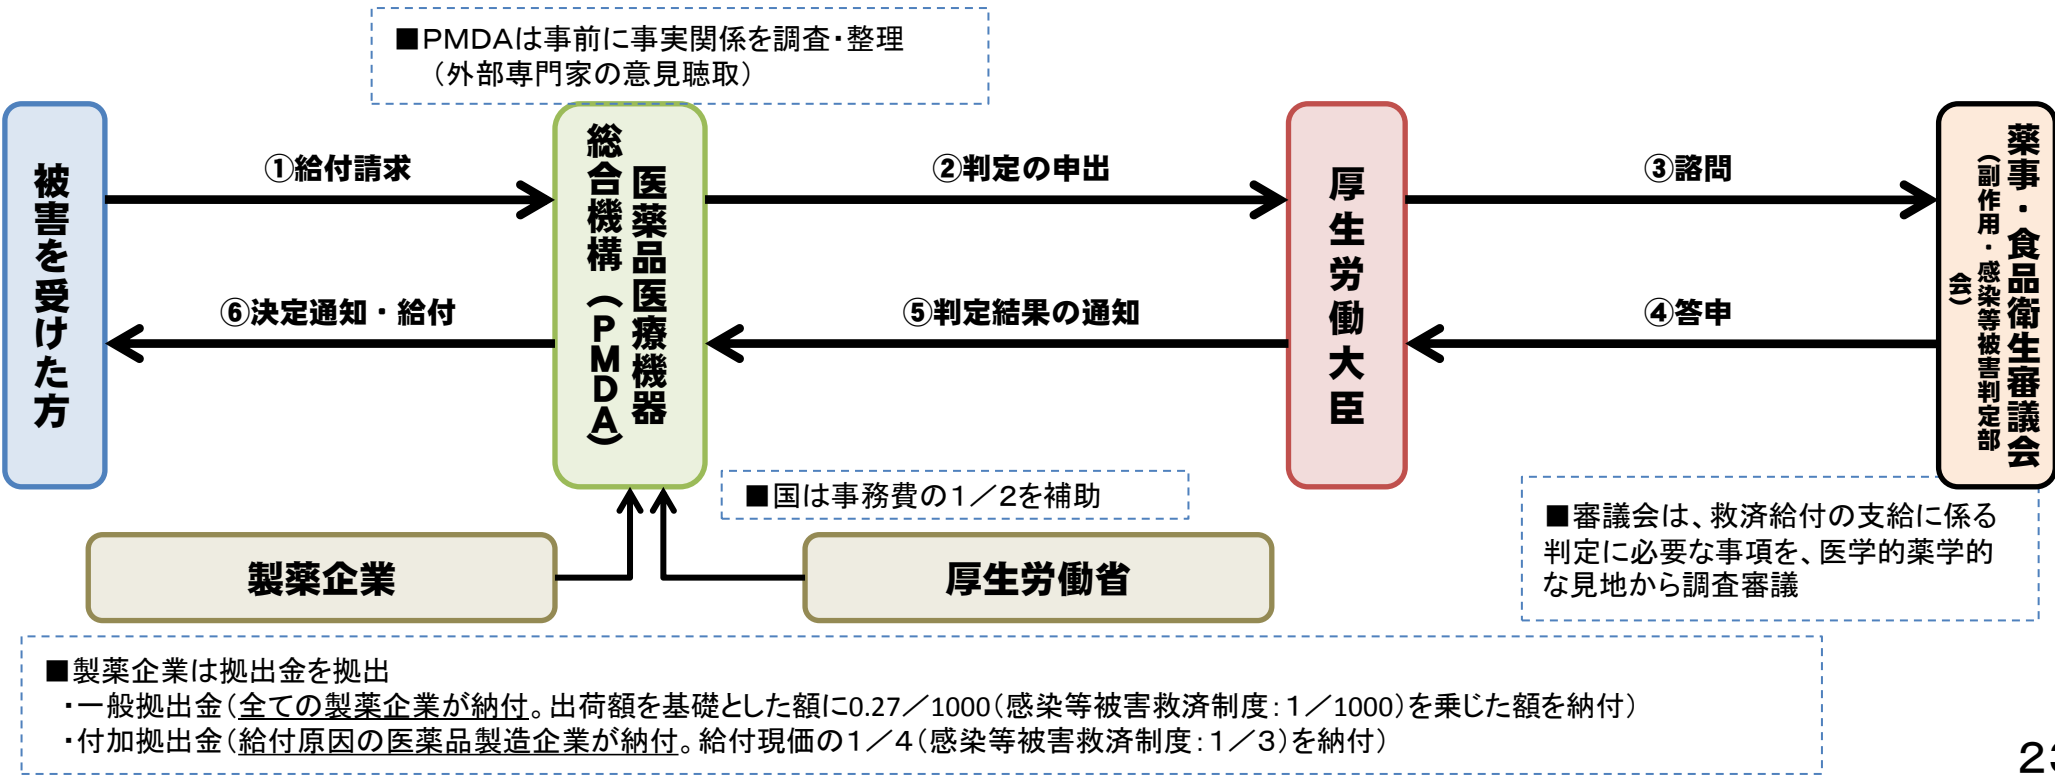 ■PMDAは事前に事実関係を調査・整理
（外部専門家の意見聴取）
被害を受けた方
①給付請求
⑥決定通知・給付
医薬品医療機器
総合機構（PMDA）
②判定の申出
⑤判定結果の通知
厚生労働大臣
③諮問
④答申
薬事・食品衛生審議会
（副作用・感染等被害判定部
会）
■国は事務費の１／２を補助
■審議会は、救済給付の支給に係る
判定に必要な事項を、医学的薬学的
な見地から調査審議
製薬企業
厚生労働省
■製薬企業は拠出金を拠出
・一般拠出金（全ての製薬企業が納付。出荷額を基礎とした額に0.27／1000（感染等被害救済制度：１／1000）を乗じた額を納付）
・付加拠出金（給付原因の医薬品製造企業が納付。給付現価の１／４（感染等被害救済制度：１／３）を納付）